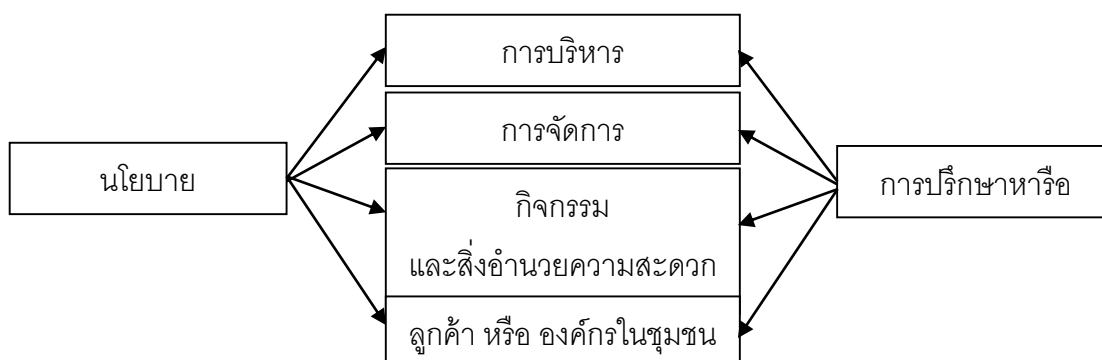 การบริหาร
การจัดการ
นโยบาย
การปรึกษาหารือ
กิจกรรม
และสิ่งอำนวยความสะดวก
ลูกค้า หรือ องค์กรในชุมชน